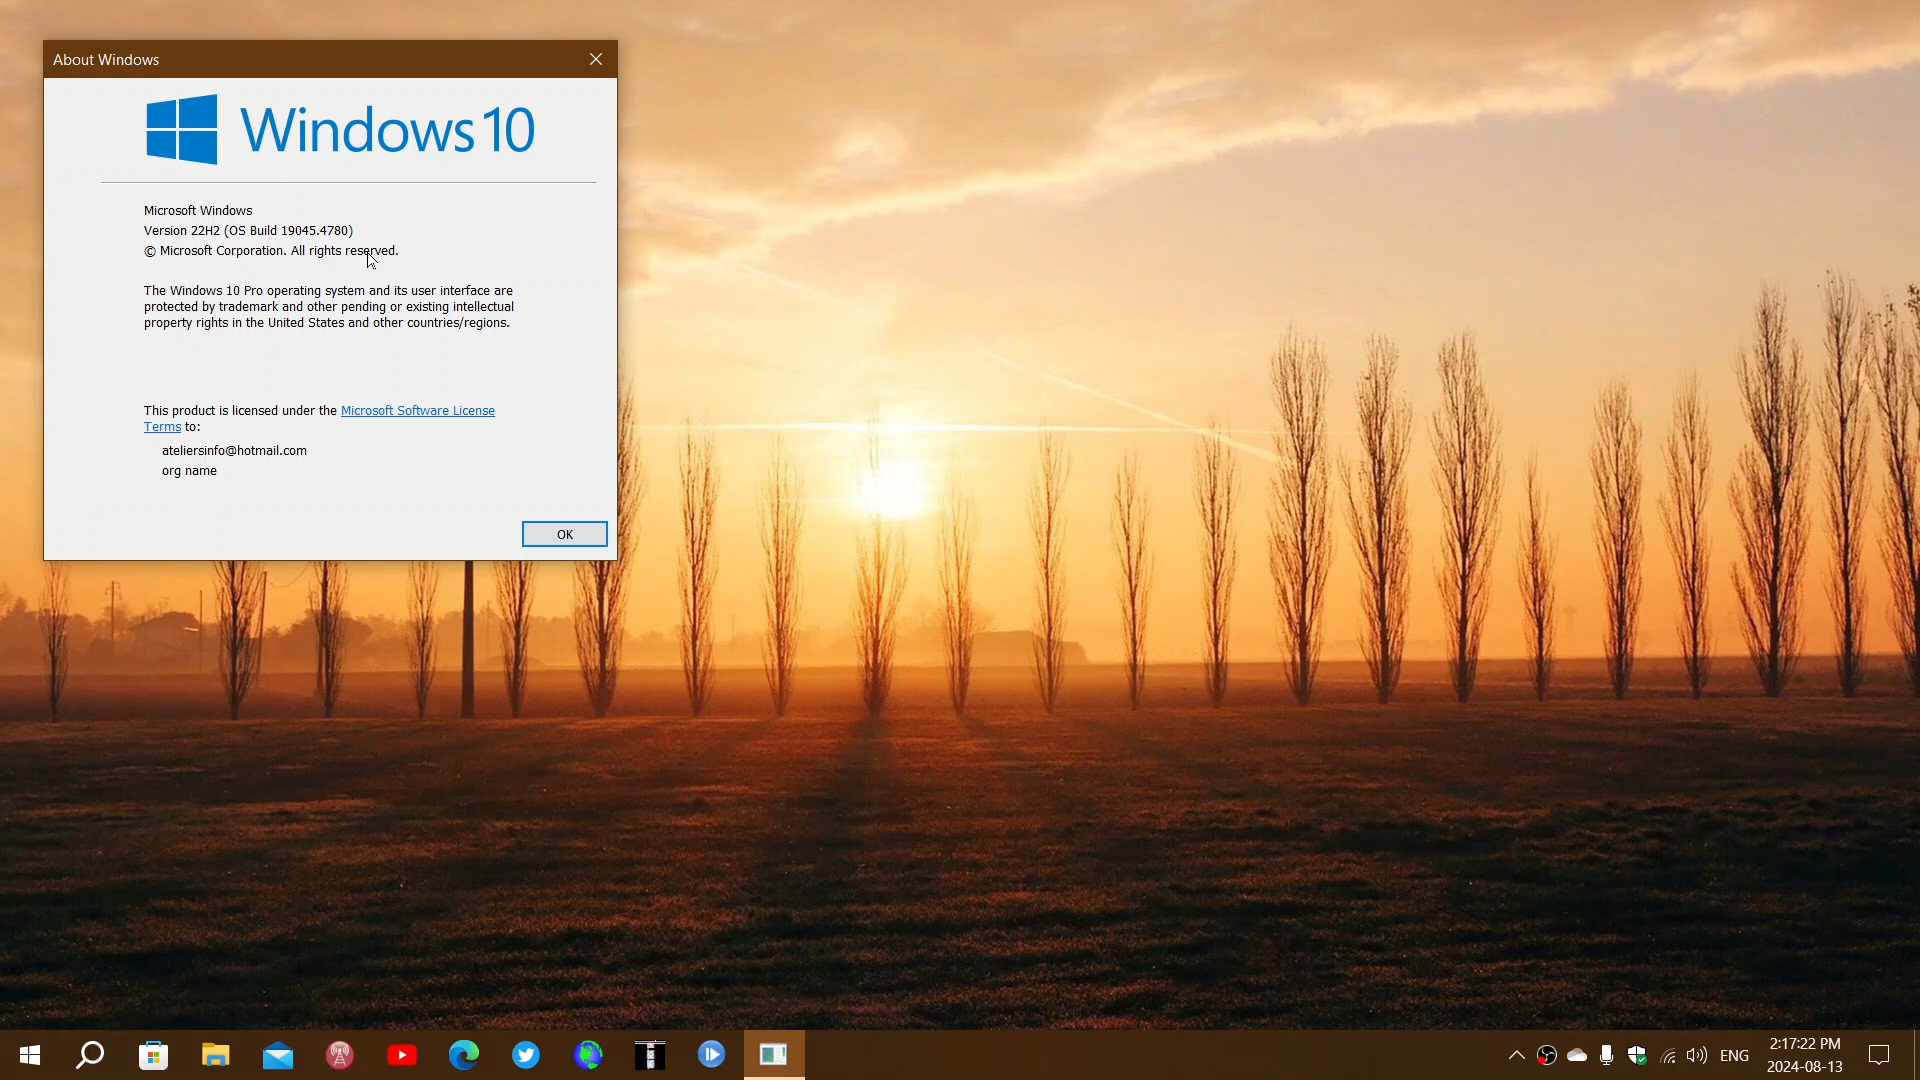 About Windows
Windows 10
Microsoft Windows
Version 22H2 (OS Build 19045.4780)
© Microsoft Corporation. All rights reserved.
The Windows 10 Pro operating system and its user interface are
protected by trademark and other pending or existing intellectual
property rights in the United States and other countries/regions.
This product is licensed under the Microsoft Software License
Terms to:
ateliersinfo@hotmail.com
org name
OK
ENG
2:17:22 PM
2024-08-13